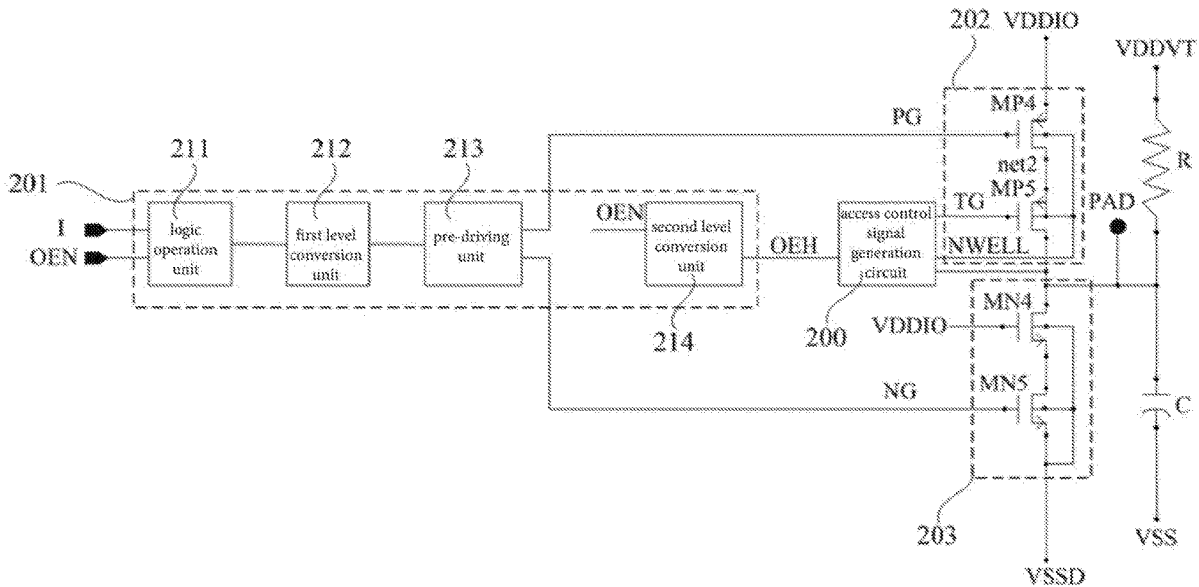 202
VDDIO
VDDVT
MP4
PG
211
212
213
R
201
net2
MP5
TG
PAD
I
OEN
logic
operation
unit
first level
conversion unit
pre-driving
unit
OEN
second level
conversion unit
OEH
access control
signal
generation
circuit
NWELL
MN4
214
200
VDDIO
MN5
NG
C
203
VSS
VSSD